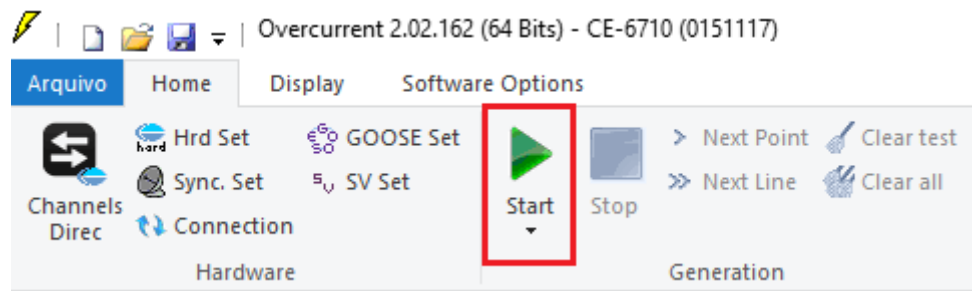 Overcurrent 2.02.162 (64 Bits) - CE-6710 (0151117)
Arquivo Home Display Software Options
Channels Direc
Hrd Set
Sync. Set
Connection
GOOSE Set
SV Set
Hardware
Start
Stop
Next Point
Next Line
Clear test
Clear all
Generation